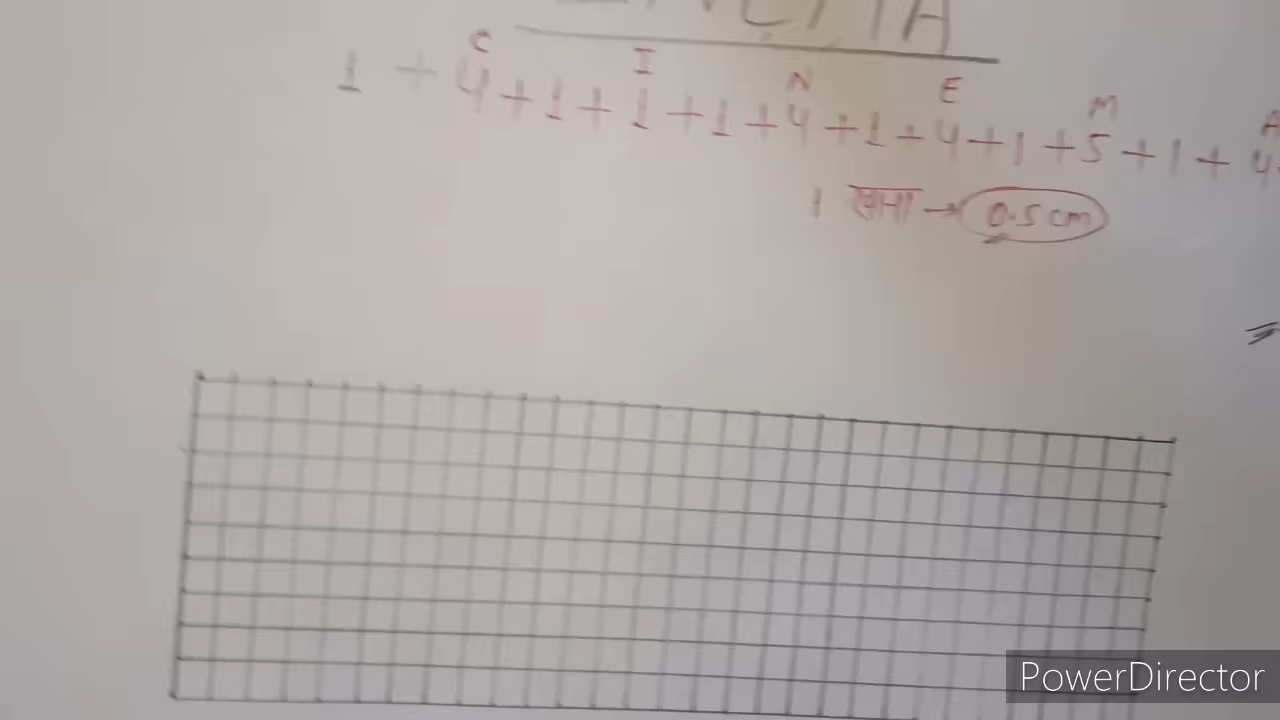 C I N E M A
1 + 4 + 1 + 1 + 1 + 4 + 1 + 4 + 1 + 5 + 1 + 4
1 खाना → 0.5 cm
PowerDirector